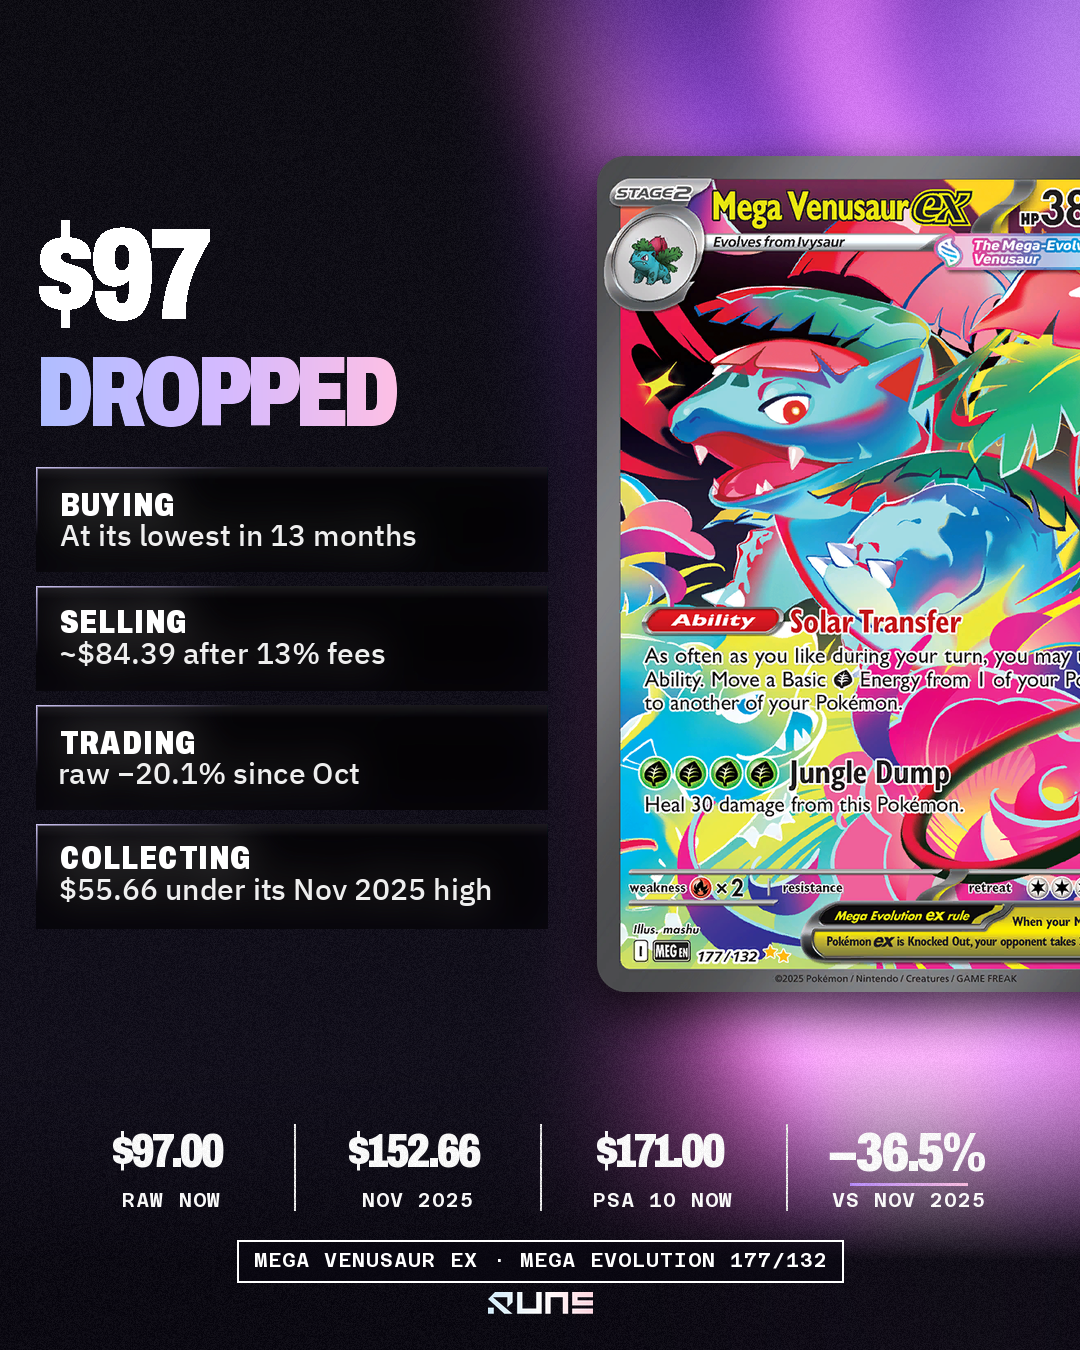 $97
DROPPED
BUYING
At its lowest in 13 months
SELLING
~$84.39 after 13% fees
TRADING
raw −20.1% since Oct
COLLECTING
$55.66 under its Nov 2025 high
STAGE2
Mega Venusaur ex
HP 38
Evolves from Ivysaur
The Mega-Evolv
Venusaur
Ability Solar Transfer
As often as you like during your turn, you may u
Ability. Move a Basic Energy from 1 of your Po
to another of your Pokémon.
Jungle Dump
Heal 30 damage from this Pokémon.
weakness ×2 resistance retreat
Mega Evolution ex rule When your M
Pokémon ex is Knocked Out, your opponent takes
Illus. mashu
I MEG EN 177/132
©2025 Pokémon / Nintendo / Creatures / GAME FREAK
$97.00
RAW NOW
$152.66
NOV 2025
$171.00
PSA 10 NOW
−36.5%
VS NOV 2025
MEGA VENUSAUR EX · MEGA EVOLUTION 177/132
RUNE